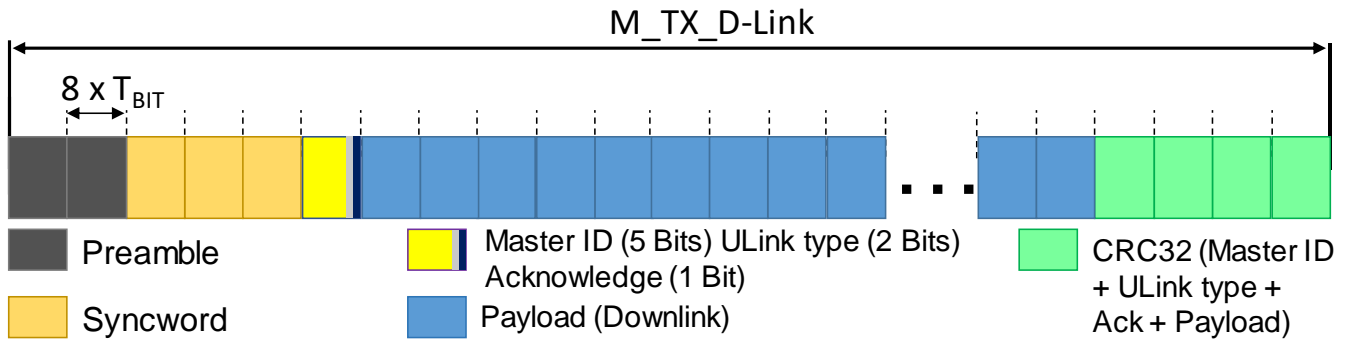 M_TX_D-Link
8 x TBIT
Preamble
Syncword
Master ID (5 Bits) ULink type (2 Bits)
Acknowledge (1 Bit)
Payload (Downlink)
CRC32 (Master ID
+ ULink type +
Ack + Payload)